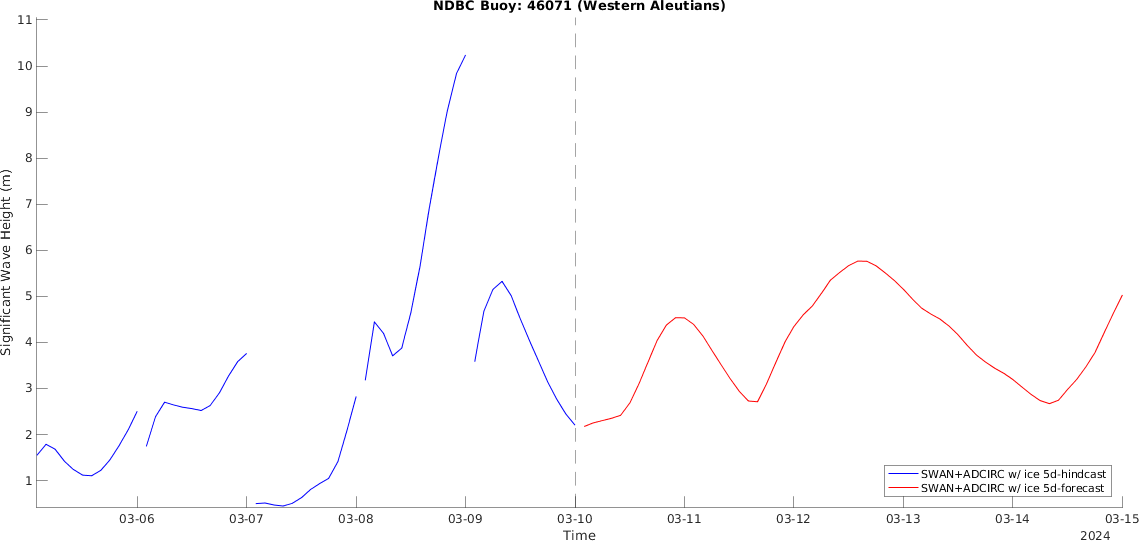 NDBC Buoy: 46071 (Western Aleutians)
Significant Wave Height (m)
11
10
9
8
7
6
5
4
3
2
1
SWAN+ADCIRC w/ ice 5d-hindcast
SWAN+ADCIRC w/ ice 5d-forecast
03-06 03-07 03-08 03-09 03-10 03-11 03-12 03-13 03-14 03-15
Time
2024